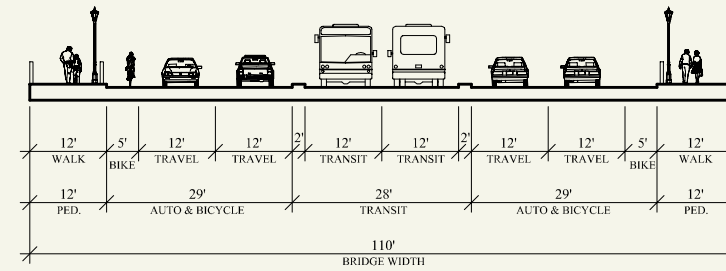 12' 5' 12' 12' 2' 12' 12' 2' 12' 12' 5' 12'
WALK BIKE TRAVEL TRAVEL TRANSIT TRANSIT TRAVEL TRAVEL BIKE WALK
12' 29' 28' 29' 12'
PED. AUTO & BICYCLE TRANSIT AUTO & BICYCLE PED.
110'
BRIDGE WIDTH